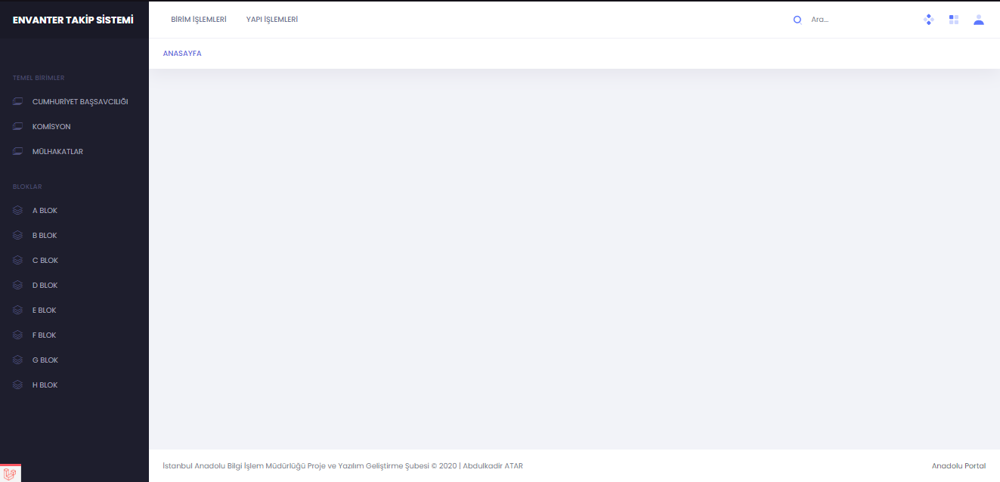 ENVANTER TAKİP SİSTEMİ
BİRİM İŞLEMLERİ
YAPI İŞLEMLERİ
Ara...
ANASAYFA
TEMEL BİRİMLER
CUMHURİYET BAŞSAVCILIĞI
KOMİSYON
MÜLHAKATLAR
BLOKLAR
A BLOK
B BLOK
C BLOK
D BLOK
E BLOK
F BLOK
G BLOK
H BLOK
İstanbul Anadolu Bilgi İşlem Müdürlüğü Proje ve Yazılım Geliştirme Şubesi © 2020 | Abdulkadir ATAR
Anadolu Portal